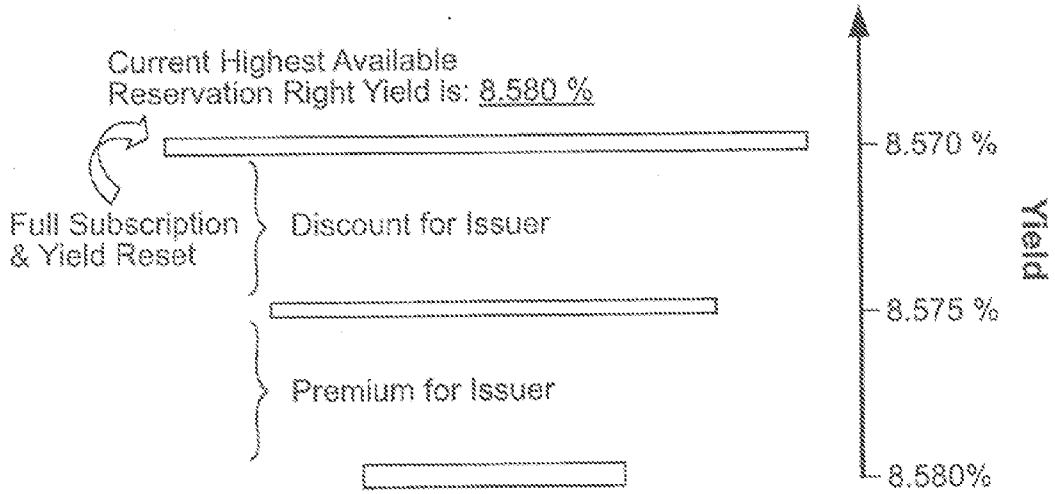 Current Highest Available
Reservation Right Yield is: 8.580 %
8.570 %
Full Subscription
& Yield Reset
Discount for Issuer
Yield
8.575 %
Premium for Issuer
8.580%